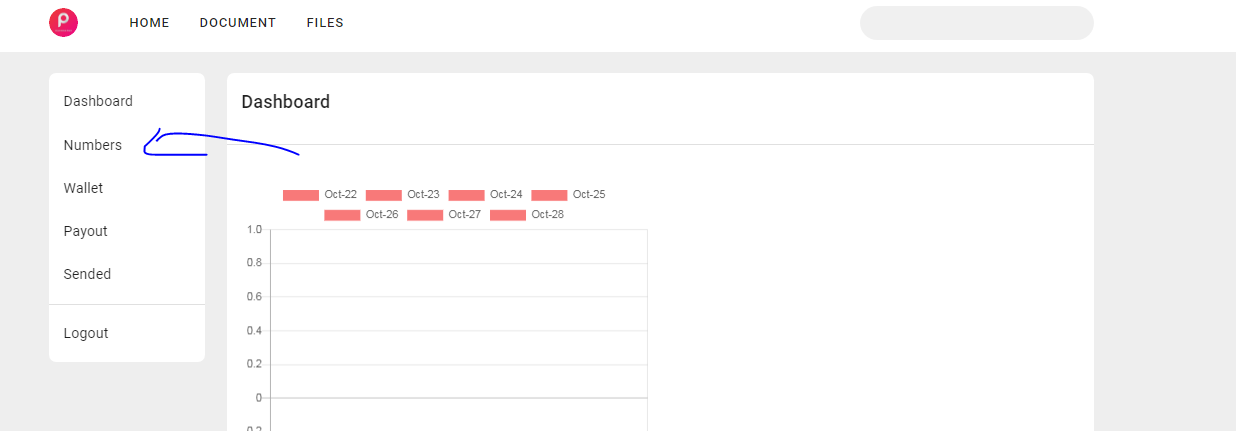 HOME DOCUMENT FILES
Dashboard
Numbers
Wallet
Payout
Sended
Logout
Dashboard
Oct-22 Oct-23 Oct-24 Oct-25
Oct-26 Oct-27 Oct-28
1.0
0.8
0.6
0.4
0.2
0